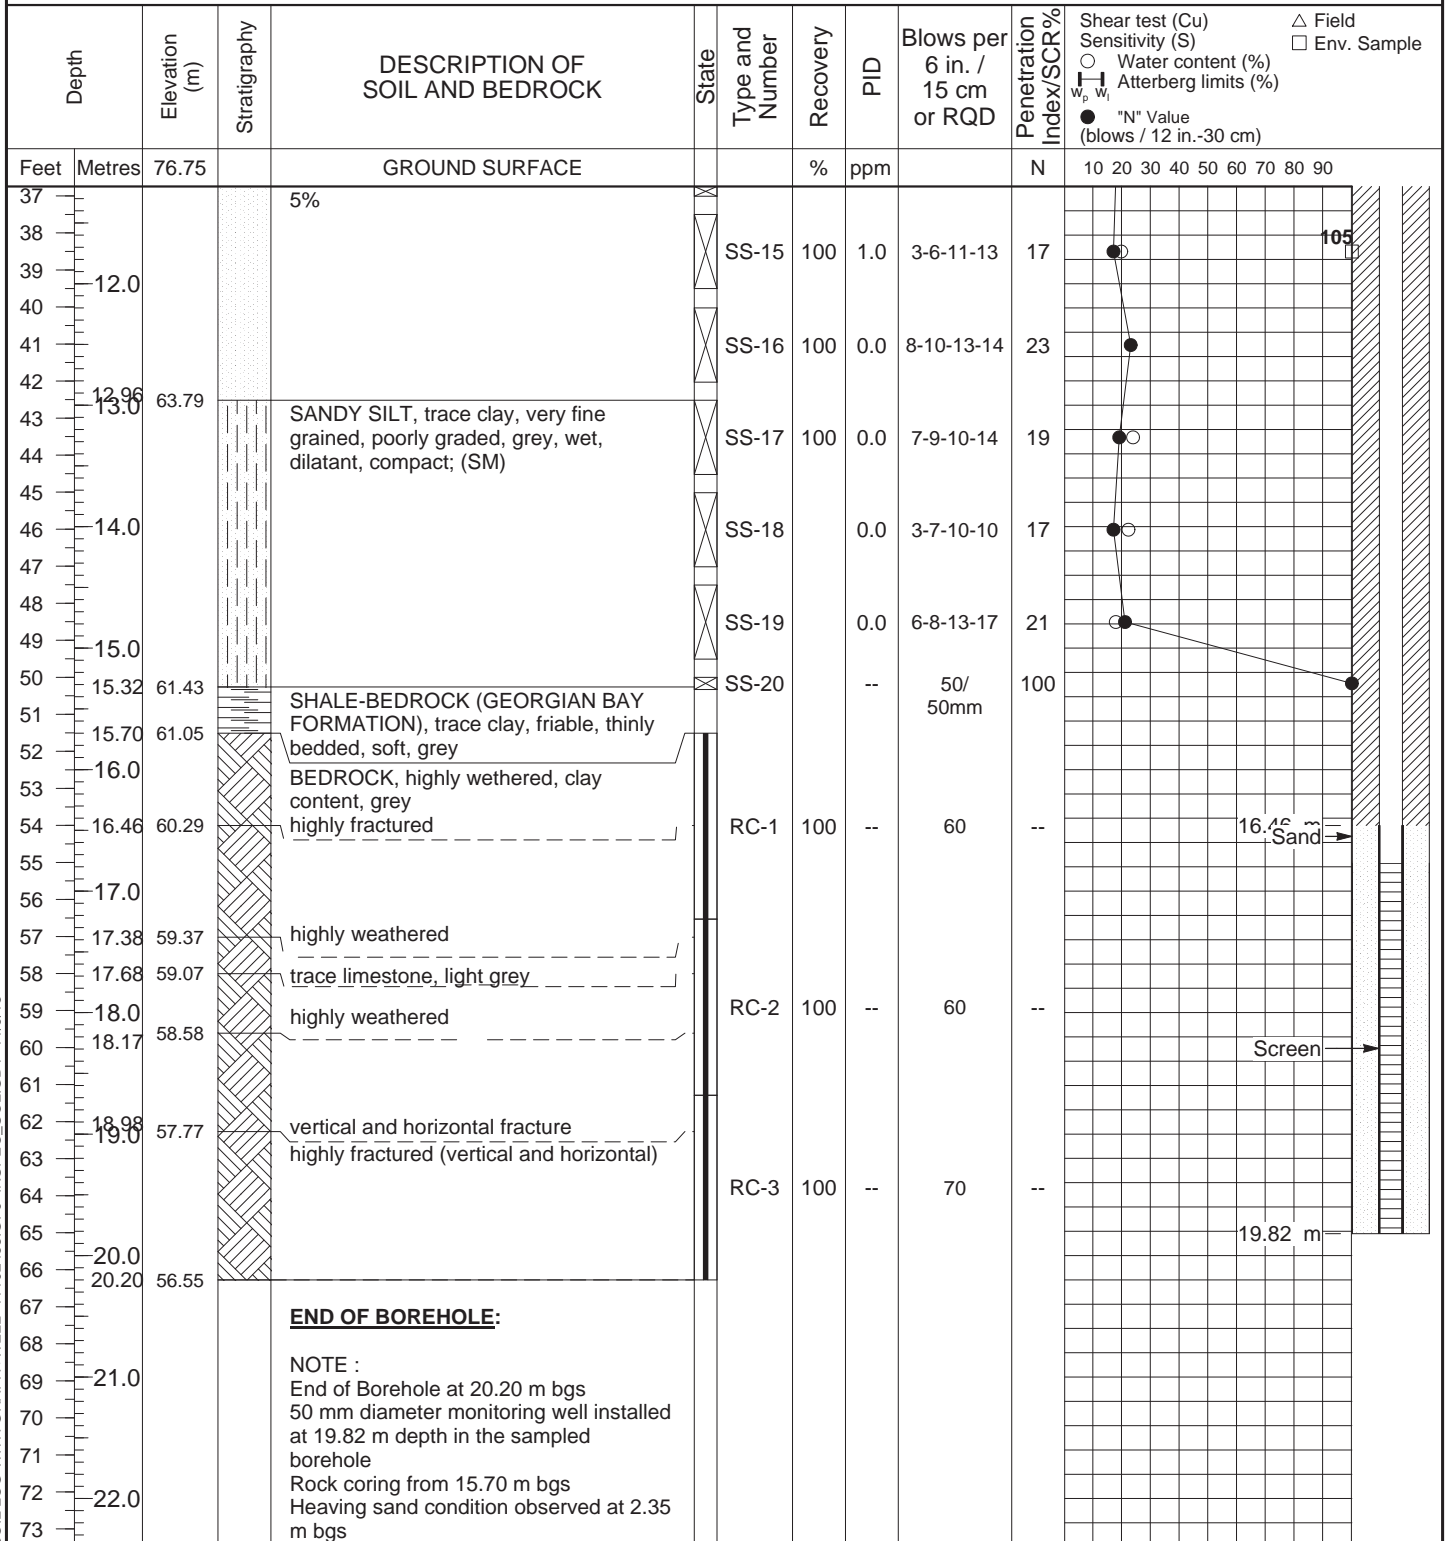 Depth
Elevation
(m)
Stratigraphy
DESCRIPTION OF
SOIL AND BEDROCK
State
Type and
Number
Recovery
PID
Blows per
6 in. /
15 cm
or RQD
Penetration
Index/SCR%
Shear test (Cu)
Sensitivity (S)
Water content (%)
Atterberg limits (%)
Wp Wl
"N" Value
(blows / 12 in.-30 cm)
△ Field
□ Env. Sample
Feet Metres 76.75 GROUND SURFACE % ppm N 10 20 30 40 50 60 70 80 90
37 5%
38 SS-15 100 1.0 3-6-11-13 17 105
39 12.0
40
41 SS-16 100 0.0 8-10-13-14 23
42 12.96 63.79
13.0
43 SANDY SILT, trace clay, very fine
grained, poorly graded, grey, wet,
dilatant, compact; (SM)
SS-17 100 0.0 7-9-10-14 19
44
45
46 14.0 SS-18 0.0 3-7-10-10 17
47
48 SS-19 0.0 6-8-13-17 21
49 15.0
50 15.32 61.43 SS-20 -- 50/
50mm 100
51 SHALE-BEDROCK (GEORGIAN BAY
FORMATION), trace clay, friable, thinly
bedded, soft, grey
15.70 61.05
52 16.0
53 BEDROCK, highly wethered, clay
content, grey
54 16.46 60.29 highly fractured RC-1 100 -- 60 -- 16.46 m
Sand
55
56 17.0
57 17.38 59.37 highly weathered
58 17.68 59.07 trace limestone, light grey
59 18.0 highly weathered RC-2 100 -- 60 --
60 18.17 58.58 Screen
61
62 18.98 57.77 vertical and horizontal fracture
19.0
63 highly fractured (vertical and horizontal)
64 RC-3 100 -- 70 --
65 19.82 m
20.0
66 20.20 56.55
67 END OF BOREHOLE:
68
NOTE :
69 21.0 End of Borehole at 20.20 m bgs
70 50 mm diameter monitoring well installed
at 19.82 m depth in the sampled
71 borehole
72 22.0 Rock coring from 15.70 m bgs
Heaving sand condition observed at 2.35
73 m bgs